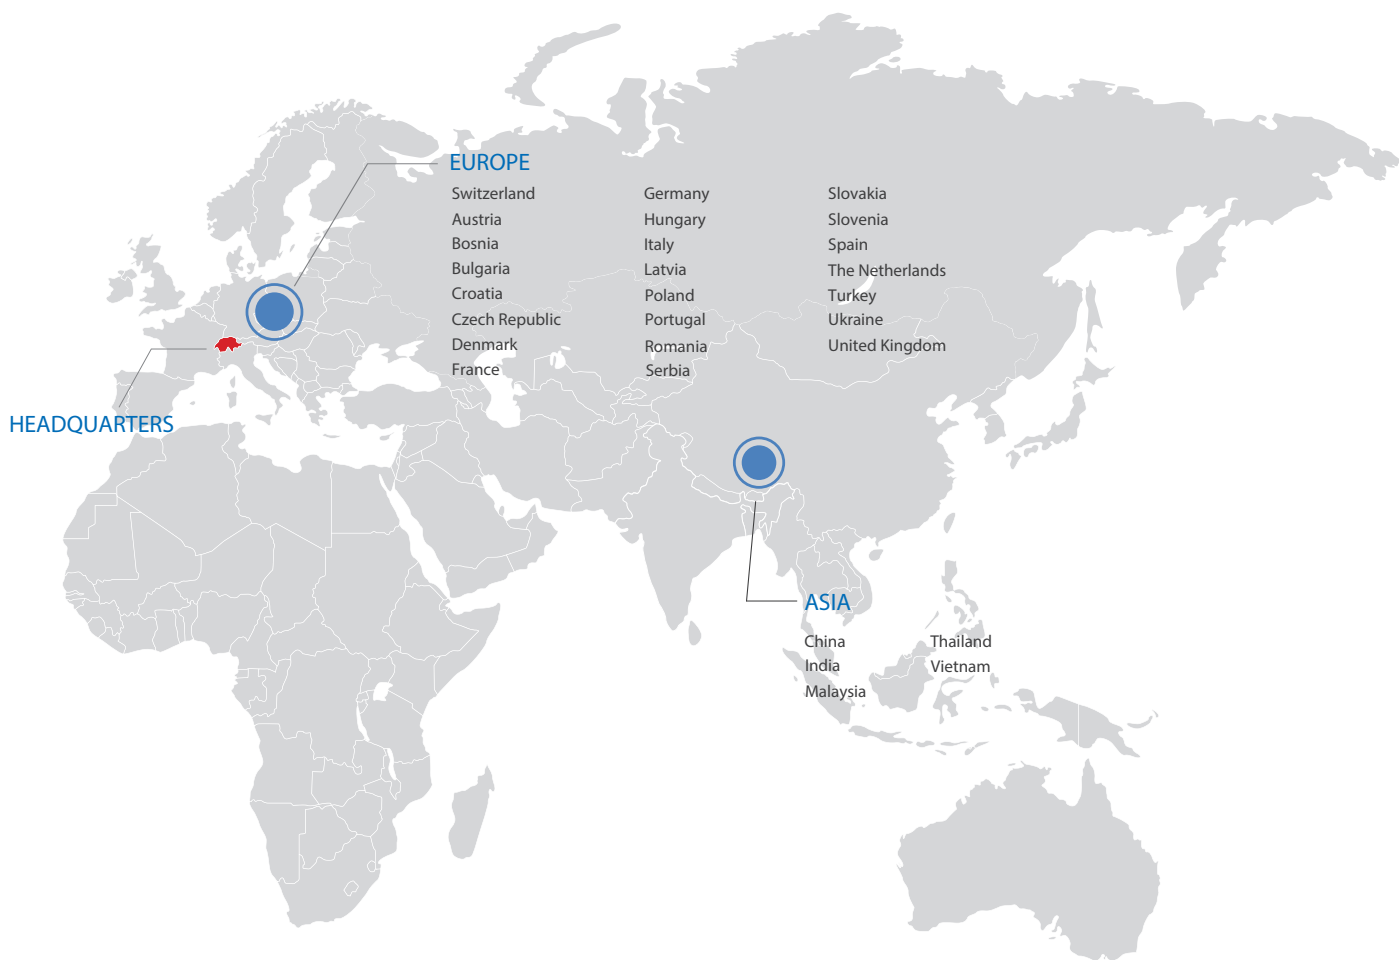 EUROPE
Switzerland
Austria
Bosnia
Bulgaria
Croatia
Czech Republic
Denmark
France
Germany
Hungary
Italy
Latvia
Poland
Portugal
Romania
Serbia
Slovakia
Slovenia
Spain
The Netherlands
Turkey
Ukraine
United Kingdom
HEADQUARTERS
ASIA
China
India
Malaysia
Thailand
Vietnam